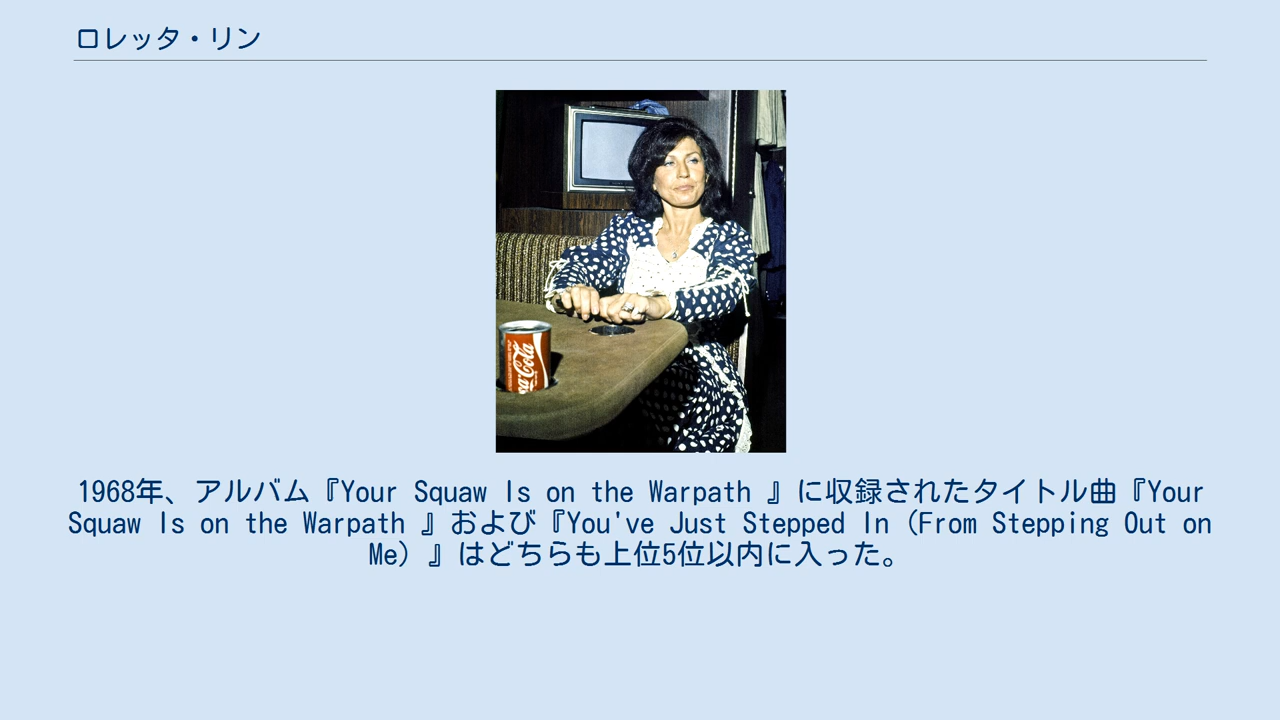 ロレッタ・リン
Coca-Cola
1968年、アルバム『Your Squaw Is on the Warpath 』に収録されたタイトル曲『Your
Squaw Is on the Warpath 』および『You've Just Stepped In (From Stepping Out on
Me) 』はどちらも上位5位以内に入った。